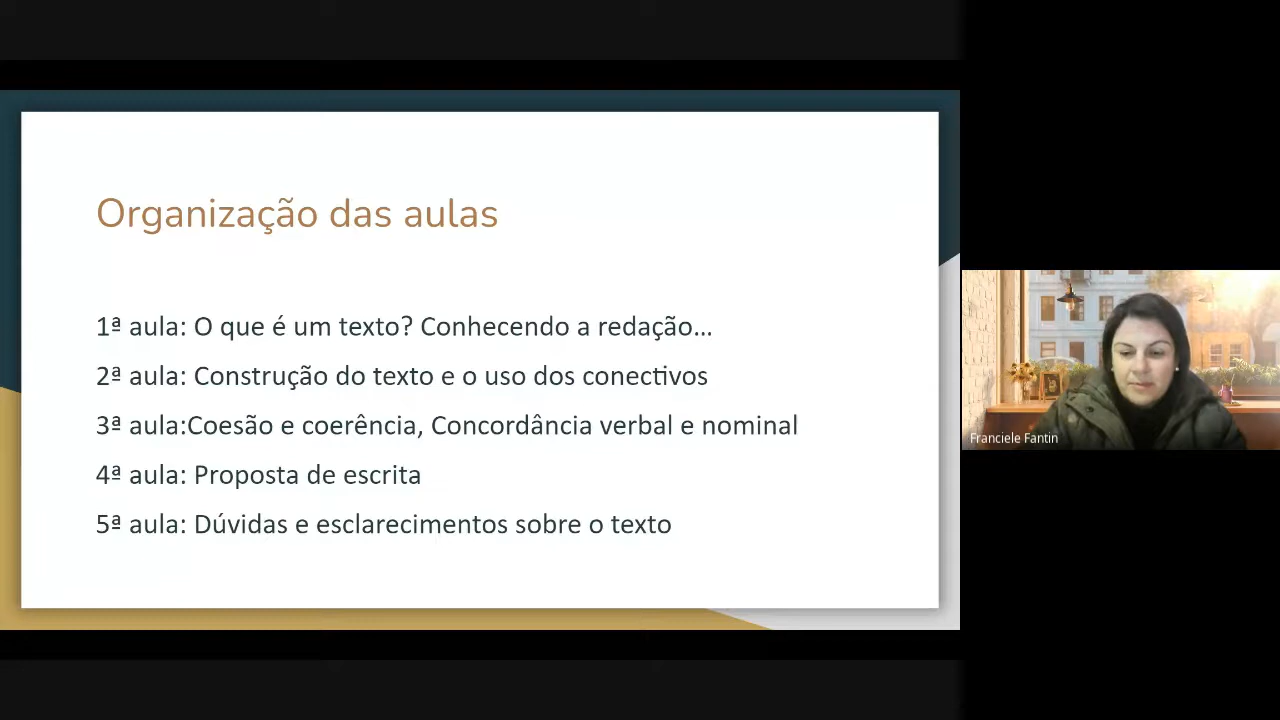 Organização das aulas
1ª aula: O que é um texto? Conhecendo a redação...
2ª aula: Construção do texto e o uso dos conectivos
3ª aula:Coesão e coerência, Concordância verbal e nominal
4ª aula: Proposta de escrita
5ª aula: Dúvidas e esclarecimentos sobre o texto
Franciele Fantin